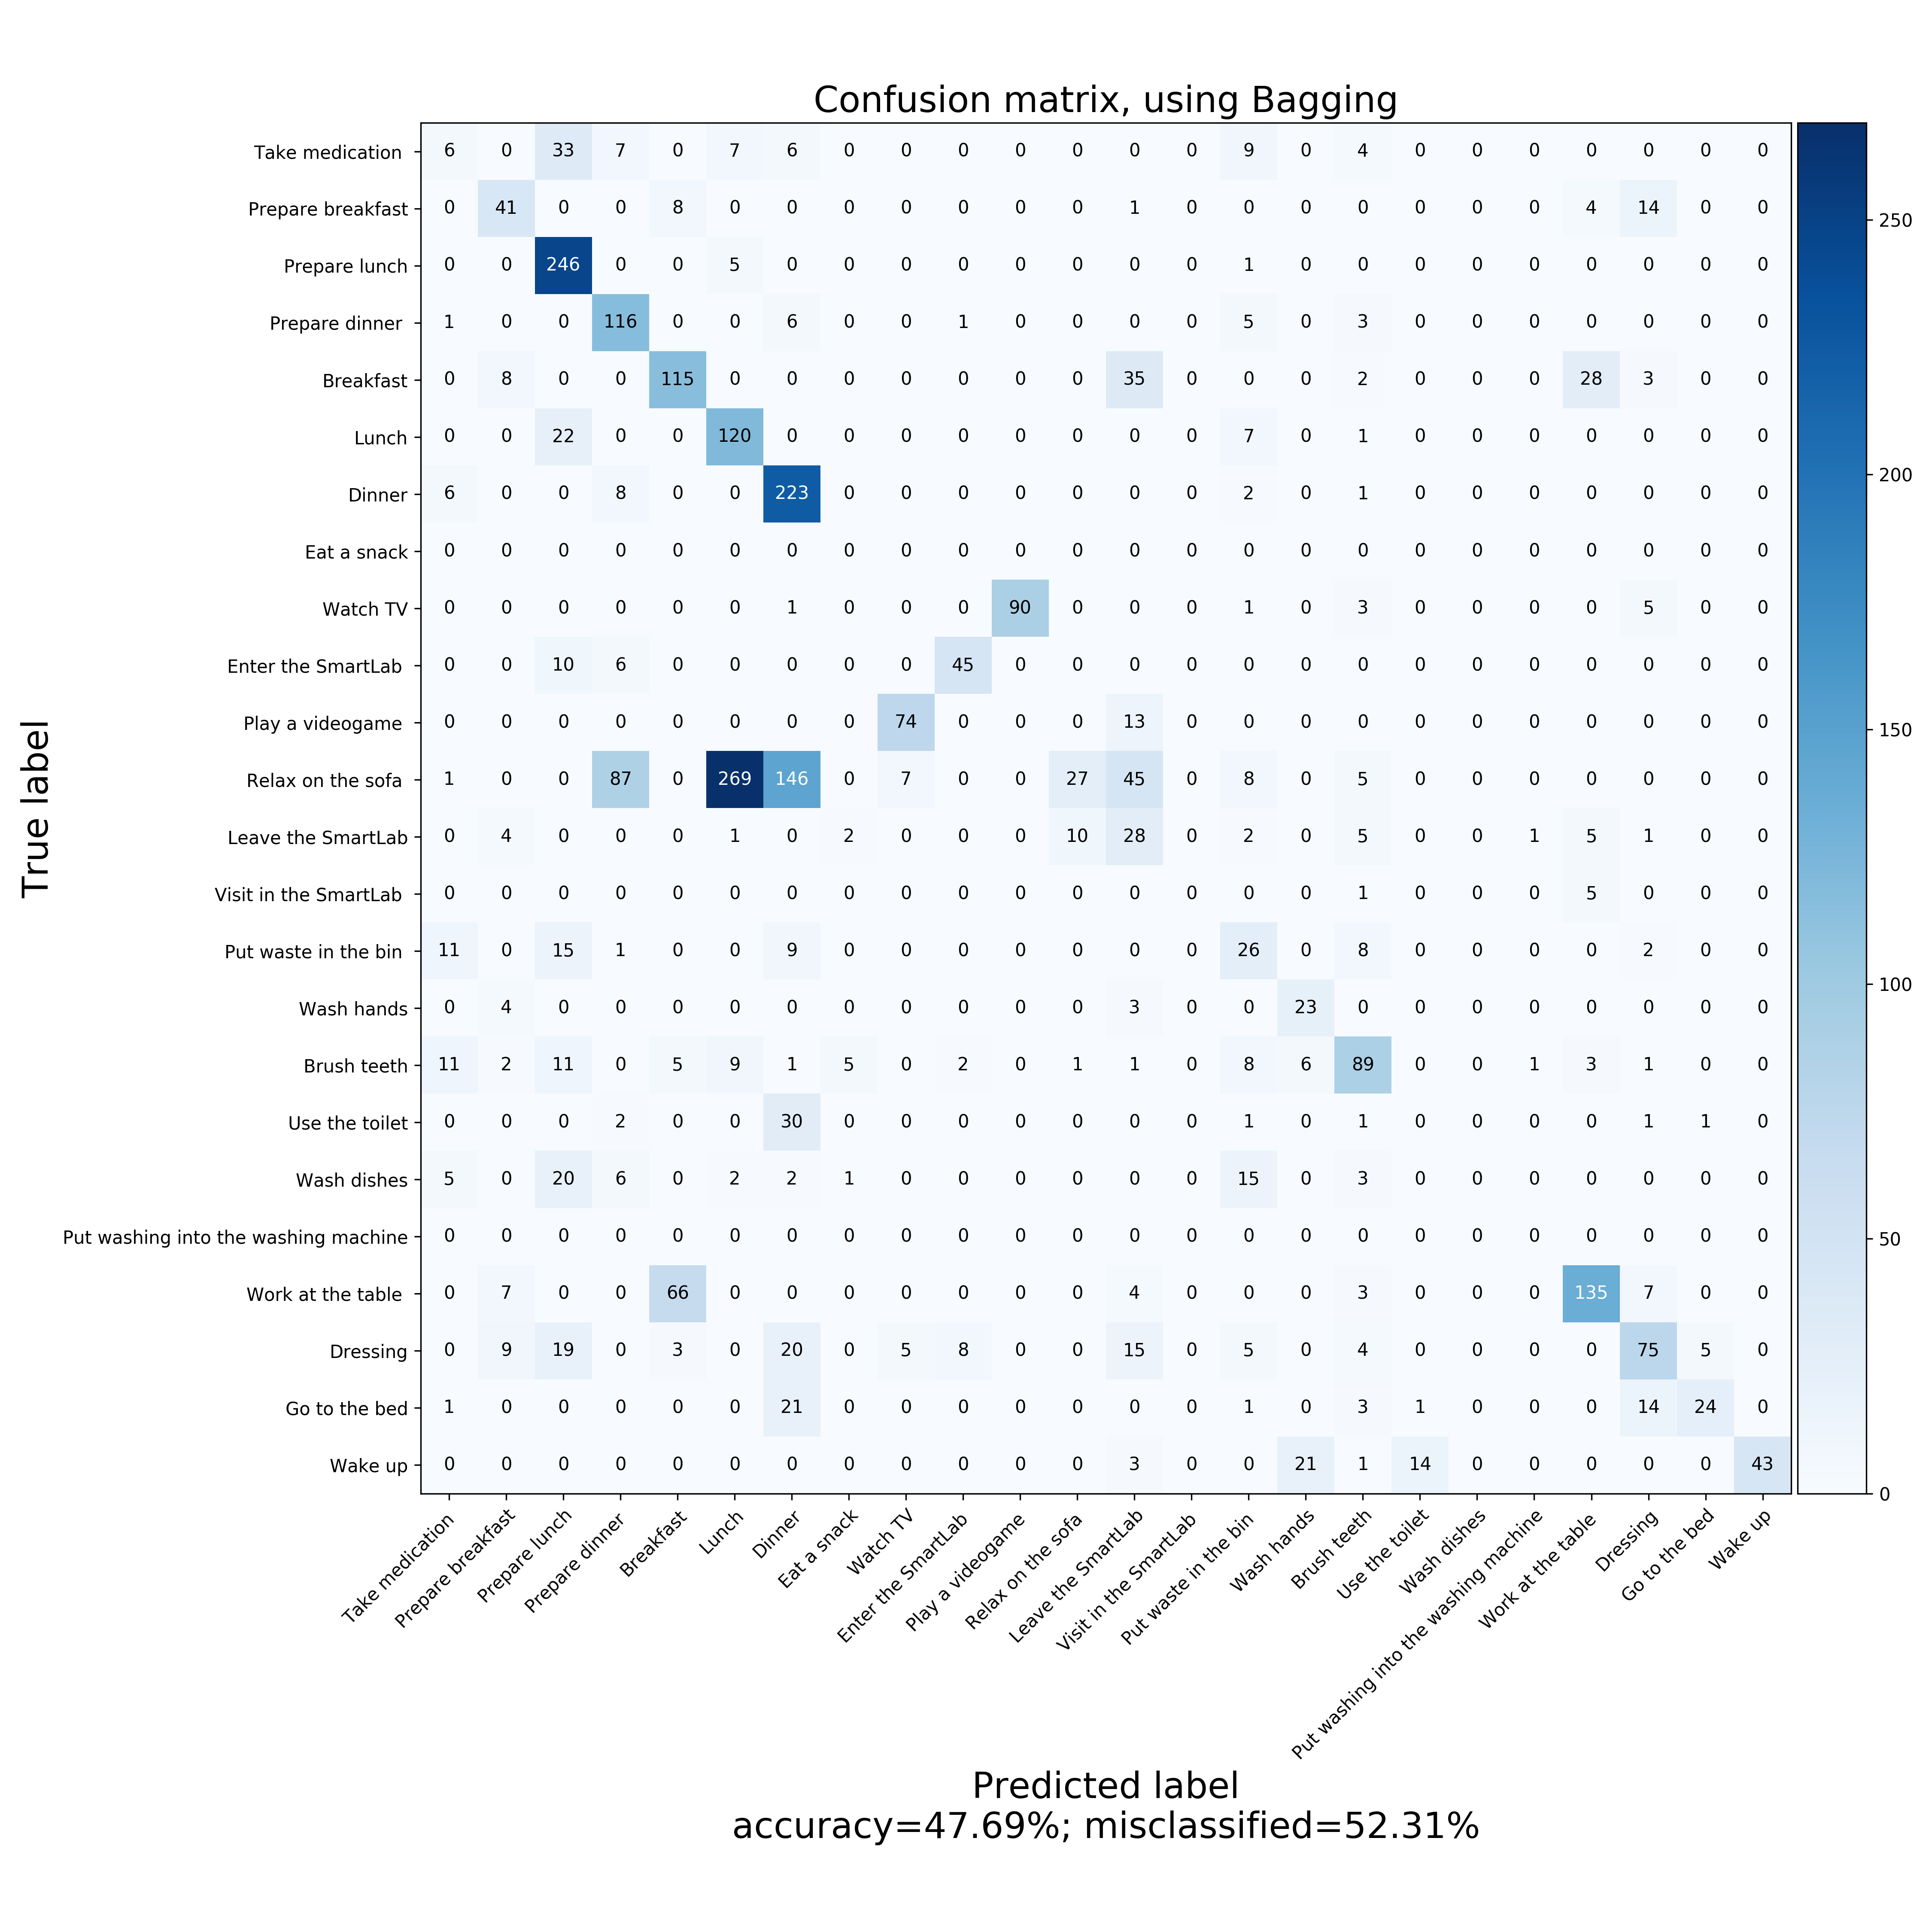 Confusion matrix, using Bagging
Take medication 6 0 33 7 0 7 6 0 0 0 0 0 0 0 9 0 4 0 0 0 0 0 0 0
Prepare breakfast 0 41 0 0 8 0 0 0 0 0 0 0 1 0 0 0 0 0 0 0 4 14 0 0
250
Prepare lunch 0 0 246 0 0 5 0 0 0 0 0 0 0 0 1 0 0 0 0 0 0 0 0 0
Prepare dinner 1 0 0 116 0 0 6 0 0 1 0 0 0 0 5 0 3 0 0 0 0 0 0 0
Breakfast 0 8 0 0 115 0 0 0 0 0 0 0 35 0 0 0 2 0 0 0 28 3 0 0
Lunch 0 0 22 0 0 120 0 0 0 0 0 0 0 0 7 0 1 0 0 0 0 0 0 0
200
Dinner 6 0 0 8 0 0 223 0 0 0 0 0 0 0 2 0 1 0 0 0 0 0 0 0
Eat a snack 0 0 0 0 0 0 0 0 0 0 0 0 0 0 0 0 0 0 0 0 0 0 0 0
Watch TV 0 0 0 0 0 0 1 0 0 0 90 0 0 0 1 0 3 0 0 0 0 5 0 0
Enter the SmartLab 0 0 10 6 0 0 0 0 0 45 0 0 0 0 0 0 0 0 0 0 0 0 0 0
Play a videogame 0 0 0 0 0 0 0 0 74 0 0 0 13 0 0 0 0 0 0 0 0 0 0 0
150
Relax on the sofa 1 0 0 87 0 269 146 0 7 0 0 27 45 0 8 0 5 0 0 0 0 0 0 0
True label
Leave the SmartLab 0 4 0 0 0 1 0 2 0 0 0 10 28 0 2 0 5 0 0 1 5 1 0 0
Visit in the SmartLab 0 0 0 0 0 0 0 0 0 0 0 0 0 0 0 0 1 0 0 0 5 0 0 0
Put waste in the bin 11 0 15 1 0 0 9 0 0 0 0 0 0 0 26 0 8 0 0 0 0 2 0 0
100
Wash hands 0 4 0 0 0 0 0 0 0 0 0 0 3 0 0 23 0 0 0 0 0 0 0 0
Brush teeth 11 2 11 0 5 9 1 5 0 2 0 1 1 0 8 6 89 0 0 1 3 1 0 0
Use the toilet 0 0 0 2 0 0 30 0 0 0 0 0 0 0 1 0 1 0 0 0 0 1 1 0
Wash dishes 5 0 20 6 0 2 2 1 0 0 0 0 0 0 15 0 3 0 0 0 0 0 0 0
Put washing into the washing machine 0 0 0 0 0 0 0 0 0 0 0 0 0 0 0 0 0 0 0 0 0 0 0 0
50
Work at the table 0 7 0 0 66 0 0 0 0 0 0 0 4 0 0 0 3 0 0 0 135 7 0 0
Dressing 0 9 19 0 3 0 20 0 5 8 0 0 15 0 5 0 4 0 0 0 0 75 5 0
Go to the bed 1 0 0 0 0 0 21 0 0 0 0 0 0 0 1 0 3 1 0 0 0 14 24 0
Wake up 0 0 0 0 0 0 0 0 0 0 0 0 3 0 0 21 1 14 0 0 0 0 0 43
0
Take medication
Prepare breakfast
Prepare lunch
Prepare dinner
Breakfast
Lunch
Dinner
Eat a snack
Watch TV
Enter the SmartLab
Play a videogame
Relax on the sofa
Leave the SmartLab
Visit in the SmartLab
Put waste in the bin
Wash hands
Brush teeth
Use the toilet
Wash dishes
Put washing into the washing machine
Work at the table
Dressing
Go to the bed
Wake up
Predicted label
accuracy=47.69%; misclassified=52.31%